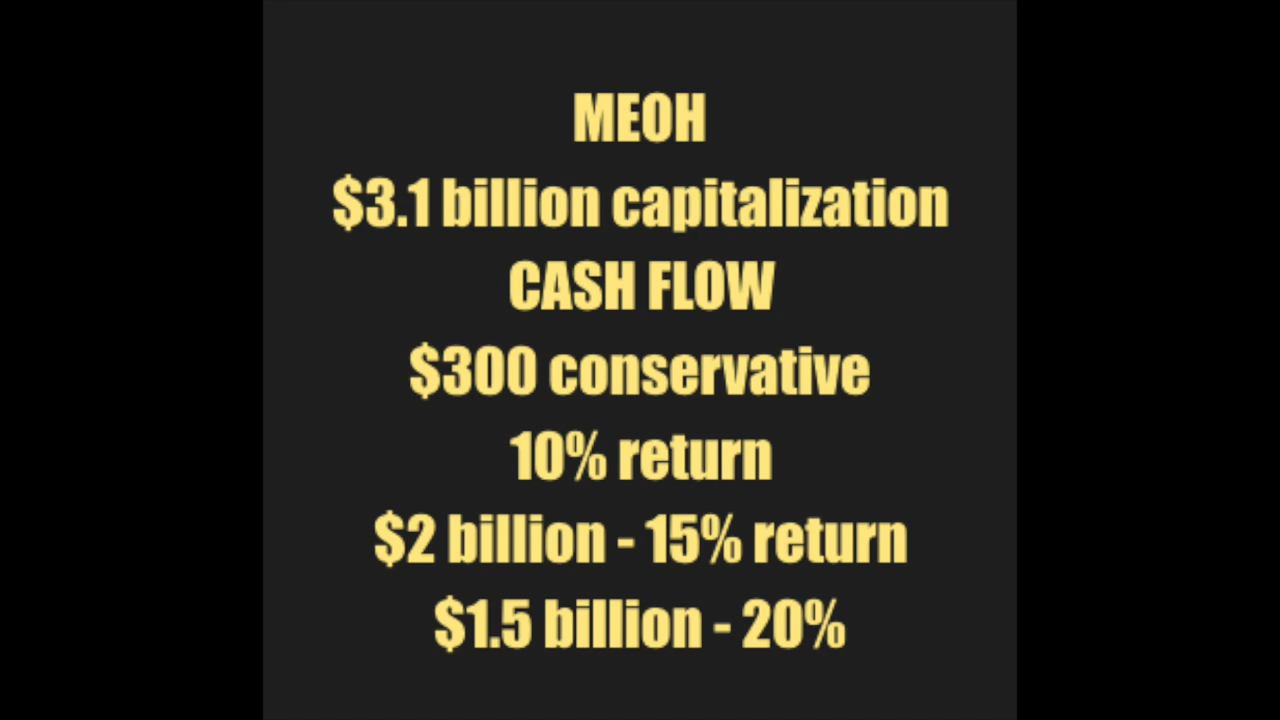 MEOH
$3.1 billion capitalization
CASH FLOW
$300 conservative
10% return
$2 billion - 15% return
$1.5 billion - 20%